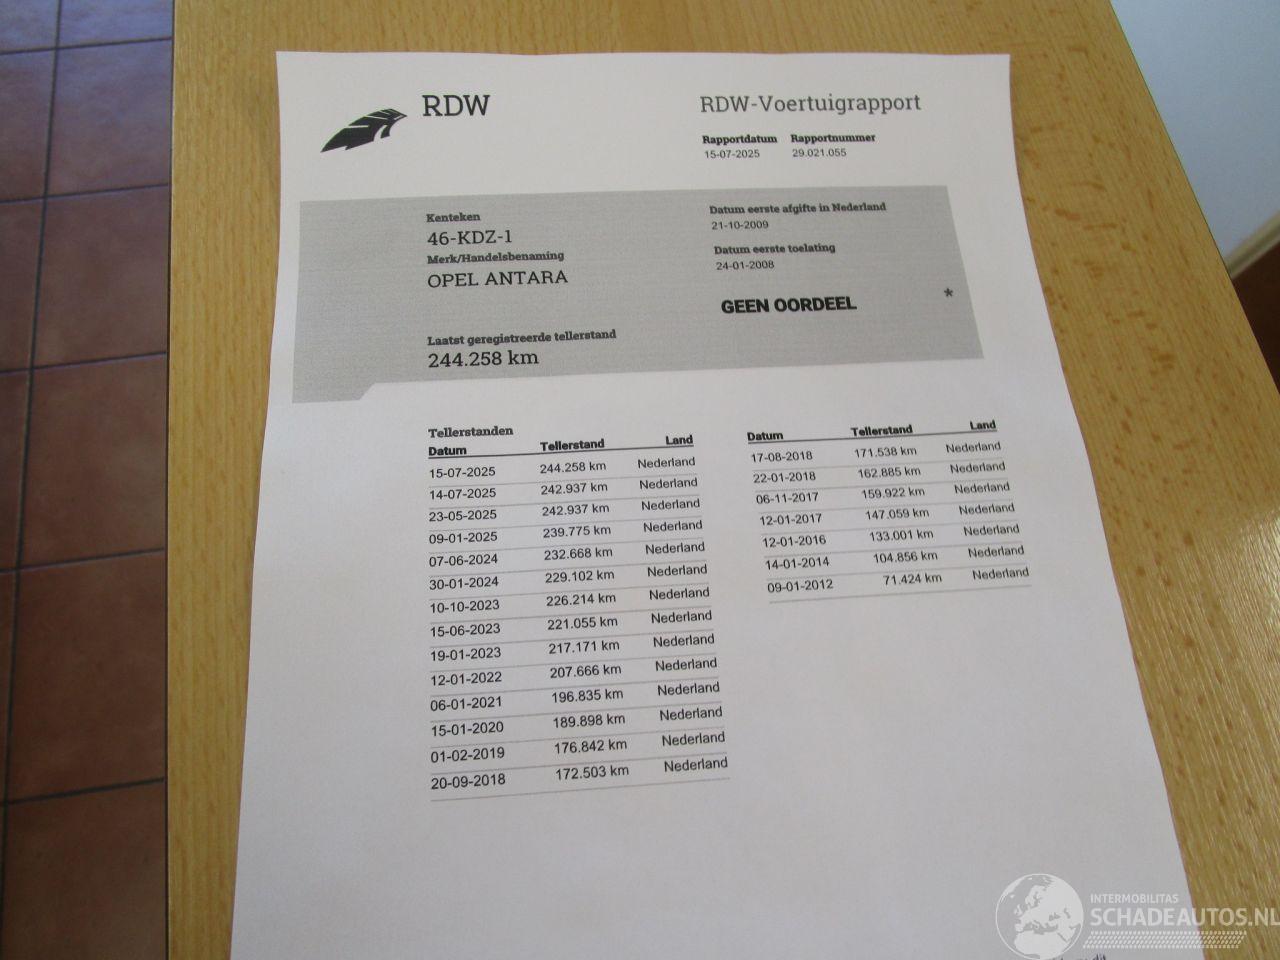 RDW
RDW-Voertuigrapport
Rapportdatum Rapportnummer
15-07-2025 29.021.055
Kenteken
46-KDZ-1
Merk/Handelsbenaming
OPEL ANTARA
Laatst geregistreerde tellerstand
244.258 km
Datum eerste afgifte in Nederland
21-10-2009
Datum eerste toelating
24-01-2008
GEEN OORDEEL *
Tellerstanden
Datum Tellerstand Land
15-07-2025 244.258 km Nederland
14-07-2025 242.937 km Nederland
23-05-2025 242.937 km Nederland
09-01-2025 239.775 km Nederland
07-06-2024 232.668 km Nederland
30-01-2024 229.102 km Nederland
10-10-2023 226.214 km Nederland
15-06-2023 221.055 km Nederland
19-01-2023 217.171 km Nederland
12-01-2022 207.666 km Nederland
06-01-2021 196.835 km Nederland
15-01-2020 189.898 km Nederland
01-02-2019 176.842 km Nederland
20-09-2018 172.503 km Nederland
Datum Tellerstand Land
17-08-2018 171.538 km Nederland
22-01-2018 162.885 km Nederland
06-11-2017 159.922 km Nederland
12-01-2017 147.059 km Nederland
12-01-2016 133.001 km Nederland
14-01-2014 104.856 km Nederland
09-01-2012 71.424 km Nederland
INTERMOBILITAS
SCHADEAUTOS.NL